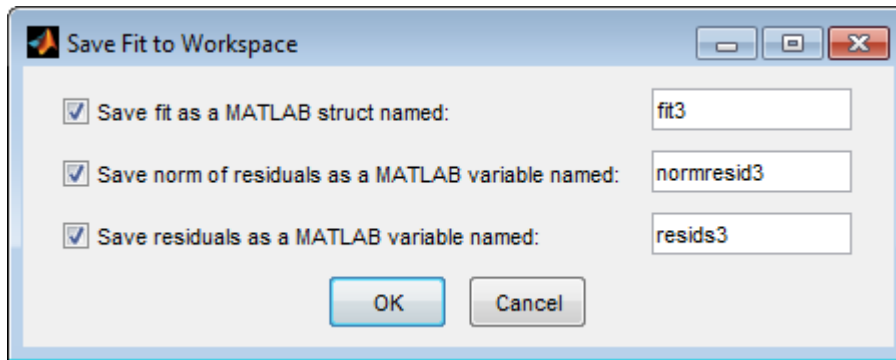 Save Fit to Workspace
Save fit as a MATLAB struct named: fit3
Save norm of residuals as a MATLAB variable named: normresid3
Save residuals as a MATLAB variable named: resids3
OK Cancel